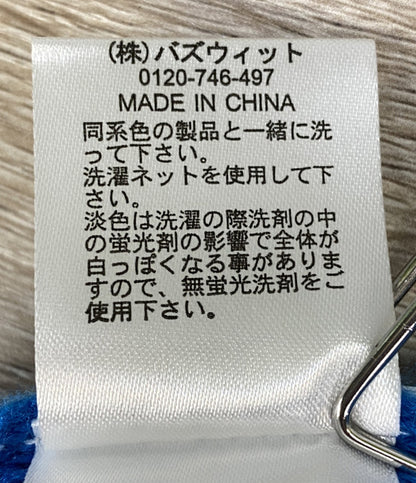 (株)バズウィット
0120-746-497
MADE IN CHINA
同系色の製品と一緒に洗
って下さい。
洗濯ネットを使用して下
さい。
淡色は洗濯の際洗剤の中
の蛍光剤の影響で全体が
白っぽくなる事がありま
すので、無蛍光洗剤をご
使用下さい。